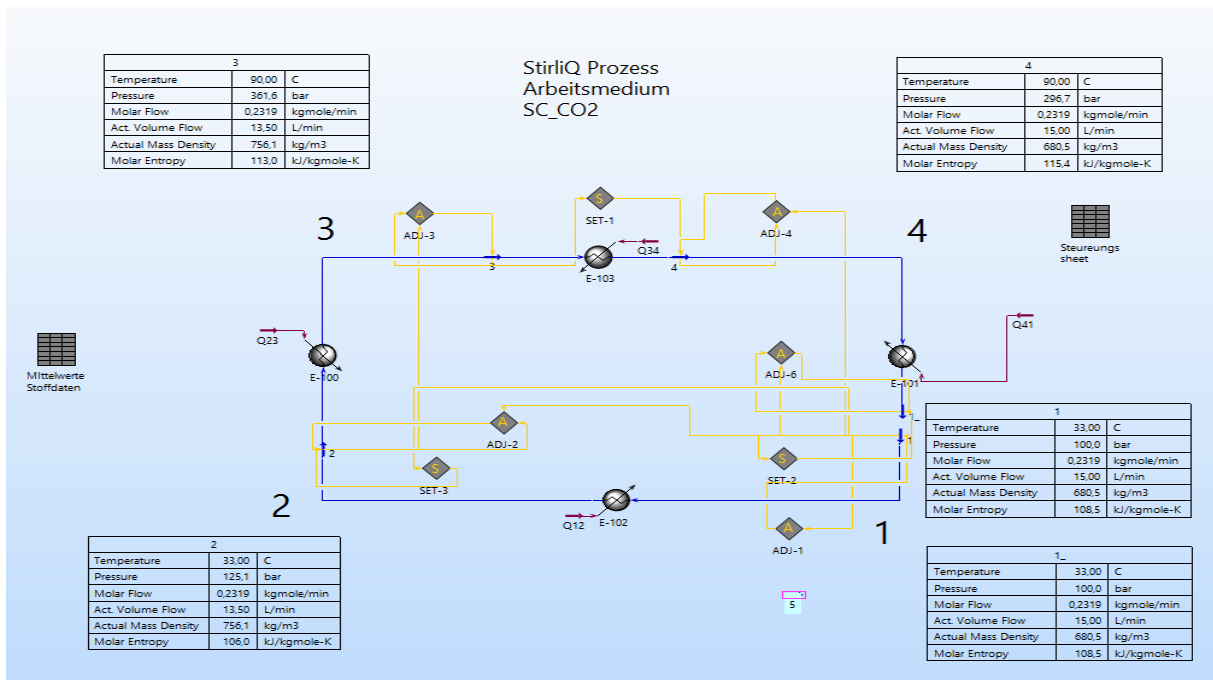 StirliQ Prozess
Arbeitsmedium
SC_CO2
3
Temperature 90,00 C
Pressure 361,6 bar
Molar Flow 0,2319 kgmole/min
Act. Volume Flow 13,50 L/min
Actual Mass Density 756,1 kg/m3
Molar Entropy 113,0 kJ/kgmole-K
4
Temperature 90,00 C
Pressure 296,7 bar
Molar Flow 0,2319 kgmole/min
Act. Volume Flow 15,00 L/min
Actual Mass Density 680,5 kg/m3
Molar Entropy 115,4 kJ/kgmole-K
3
A
ADJ-3
S
SET-1
A
ADJ-4
4
Steureungs
sheet
Q34
3
4
E-103
Q23
E-100
Q41
E-101
Mittelwerte
Stoffdaten
A
ADJ-6
1_
1
A
ADJ-2
2
S
SET-3
S
SET-2
2
Q12
E-102
A
ADJ-1
1
5
1
Temperature 33,00 C
Pressure 100,0 bar
Molar Flow 0,2319 kgmole/min
Act. Volume Flow 15,00 L/min
Actual Mass Density 680,5 kg/m3
Molar Entropy 108,5 kJ/kgmole-K
2
Temperature 33,00 C
Pressure 125,1 bar
Molar Flow 0,2319 kgmole/min
Act. Volume Flow 13,50 L/min
Actual Mass Density 756,1 kg/m3
Molar Entropy 106,0 kJ/kgmole-K
1_
Temperature 33,00 C
Pressure 100,0 bar
Molar Flow 0,2319 kgmole/min
Act. Volume Flow 15,00 L/min
Actual Mass Density 680,5 kg/m3
Molar Entropy 108,5 kJ/kgmole-K